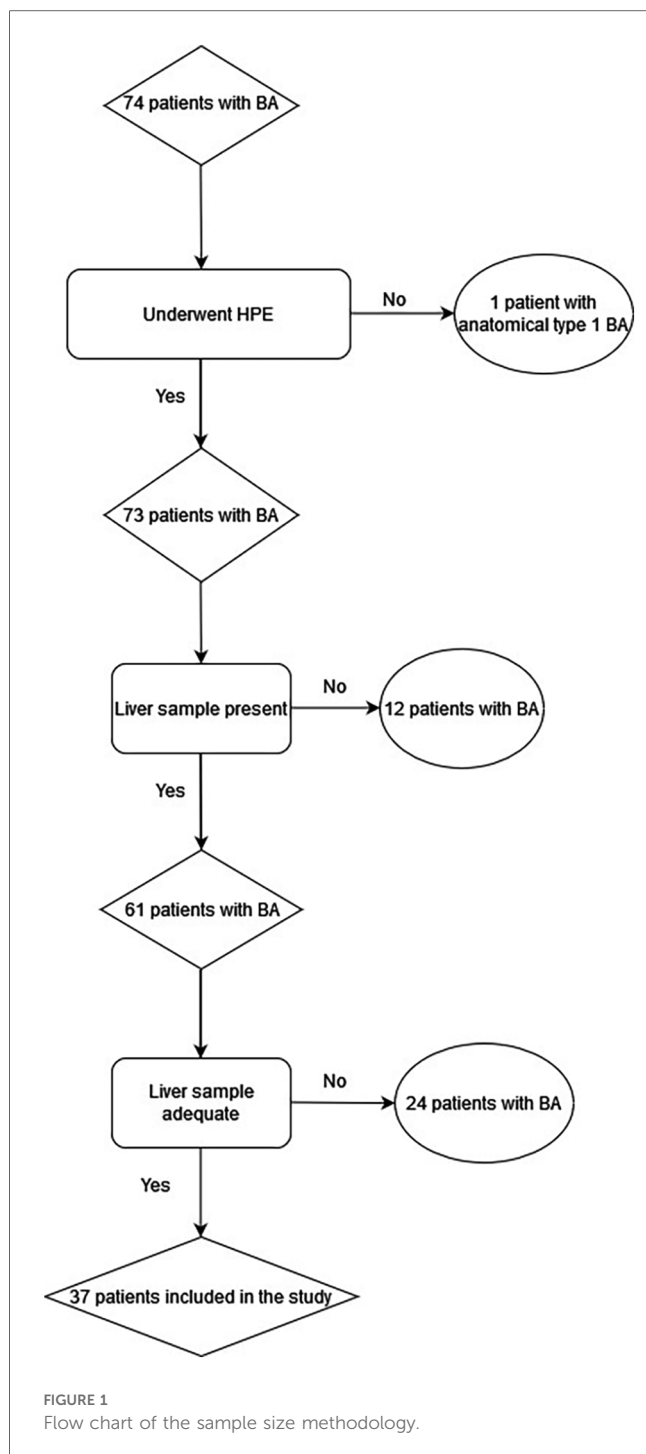 74 patients with BA
Underwent HPE
No
1 patient with
anatomical type 1 BA
Yes
73 patients with BA
Liver sample present
No
12 patients with BA
Yes
61 patients with BA
Liver sample
adequate
No
24 patients with BA
Yes
37 patients included in the study
FIGURE 1
Flow chart of the sample size methodology.